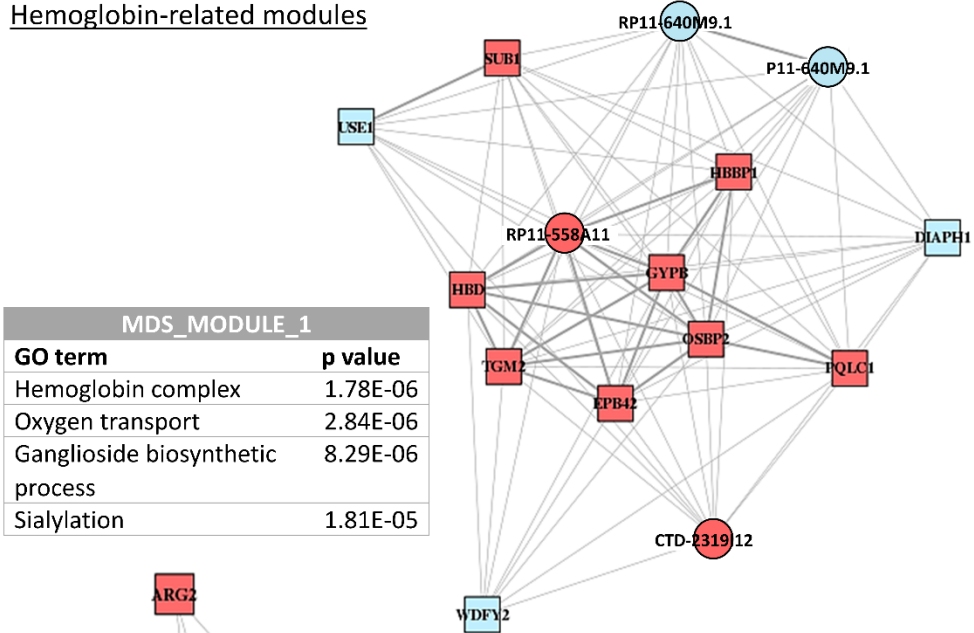 Hemoglobin-related modules
RP11-640M9.1
SUB1
P11-640M9.1
USE1
HBBP1
RP11-558A11
DIAPH1
GYPB
HBD
OSBP2
TGM2
PQLC1
EPB42
MDS_MODULE_1
GO term p value
Hemoglobin complex 1.78E-06
Oxygen transport 2.84E-06
Ganglioside biosynthetic 8.29E-06
process
Sialylation 1.81E-05
CTD-2319I12
ARG2
WDFY2